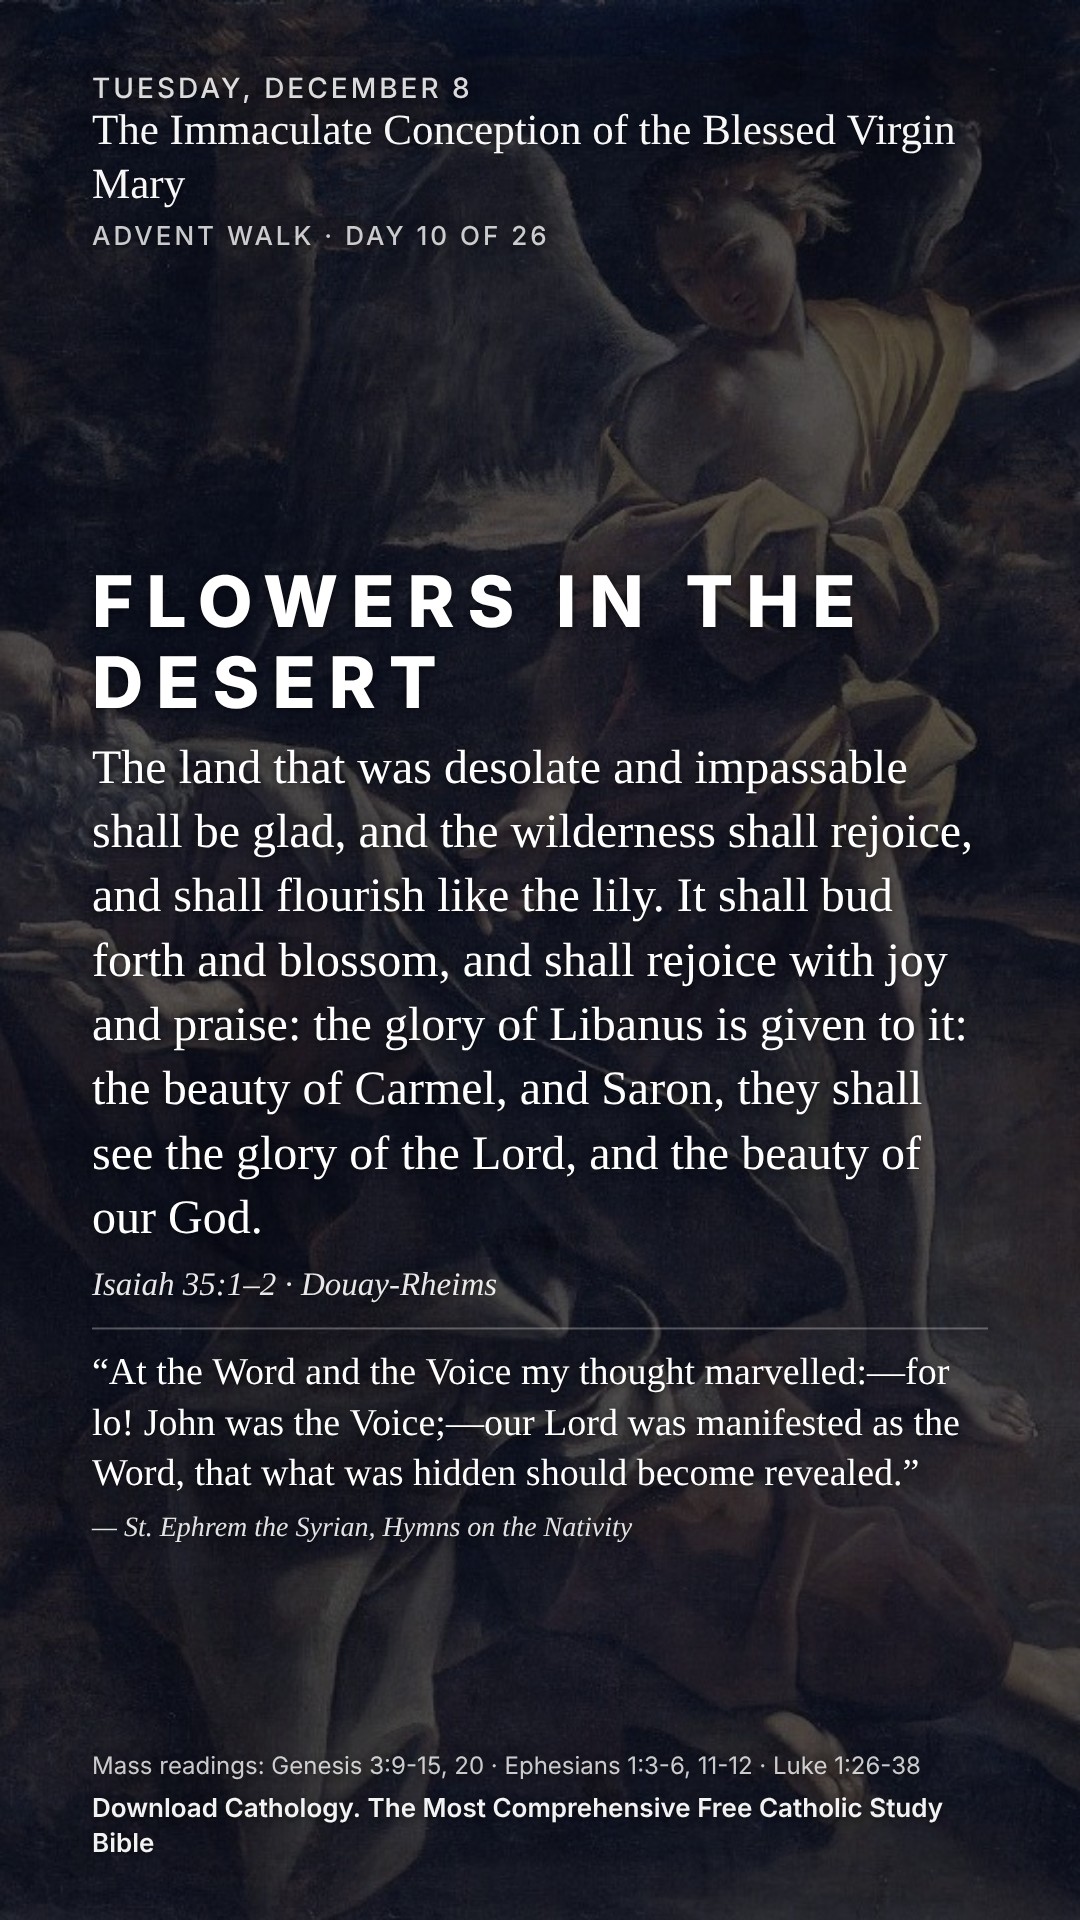 TUESDAY, DECEMBER 8
The Immaculate Conception of the Blessed Virgin
Mary
ADVENT WALK · DAY 10 OF 26
FLOWERS IN THE
DESERT
The land that was desolate and impassable
shall be glad, and the wilderness shall rejoice,
and shall flourish like the lily. It shall bud
forth and blossom, and shall rejoice with joy
and praise: the glory of Libanus is given to it:
the beauty of Carmel, and Saron, they shall
see the glory of the Lord, and the beauty of
our God.
Isaiah 35:1–2 · Douay-Rheims
“At the Word and the Voice my thought marvelled:—for
lo! John was the Voice;—our Lord was manifested as the
Word, that what was hidden should become revealed.”
— St. Ephrem the Syrian, Hymns on the Nativity
Mass readings: Genesis 3:9-15, 20 · Ephesians 1:3-6, 11-12 · Luke 1:26-38
Download Cathology. The Most Comprehensive Free Catholic Study
Bible